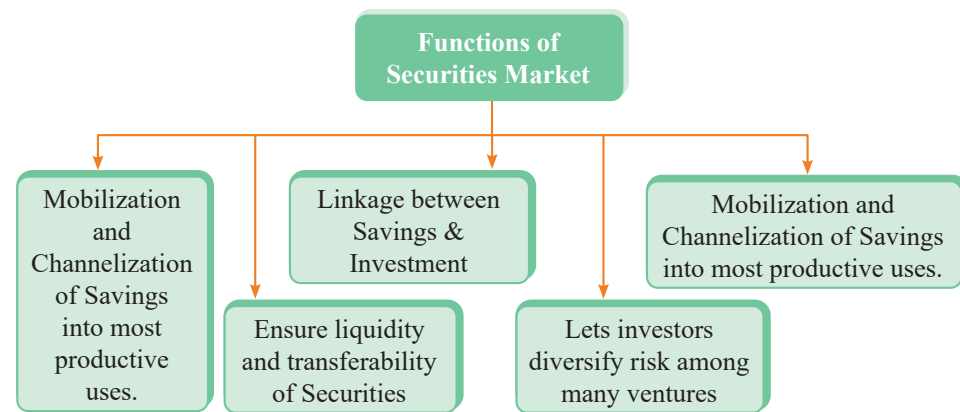 Functions of
Securities Market
Mobilization
and
Channelization
of Savings
into most
productive
uses.
Ensure liquidity
and transferability
of Securities
Linkage between
Savings &
Investment
Lets investors
diversify risk among
many ventures
Mobilization and
Channelization of Savings
into most productive uses.